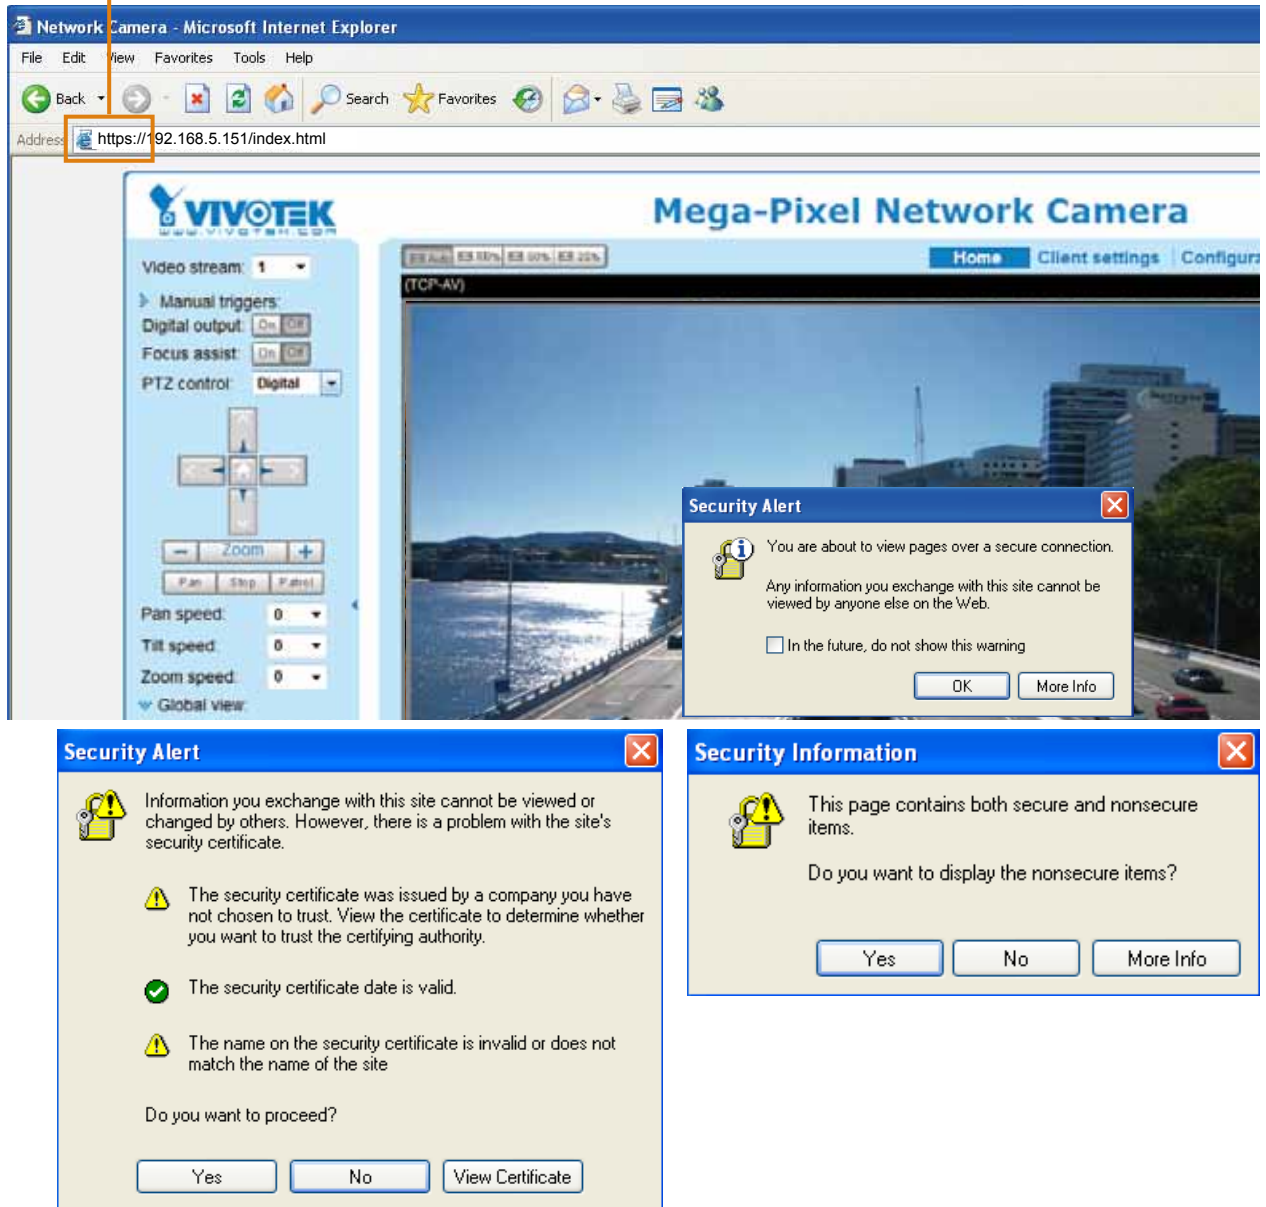 Network Camera - Microsoft Internet Explorer
File Edit View Favorites Tools Help
Back Search Favorites
Address https://192.168.5.151/index.html
VIVOTEK
www.vivotek.com
Mega-Pixel Network Camera
Home Client settings
Video stream: 1
(TCP-AV)
Manual triggers:
Digital output: On Off
Focus assist: On Off
PTZ control: Digital
Zoom
Pan Stop Patrol
Pan speed: 0
Tilt speed: 0
Zoom speed: 0
Global view:
Security Alert
You are about to view pages over a secure connection.
Any information you exchange with this site cannot be
viewed by anyone else on the Web.
In the future, do not show this warning
OK More Info
Security Alert
Information you exchange with this site cannot be viewed or
changed by others. However, there is a problem with the site's
security certificate.
The security certificate was issued by a company you have
not chosen to trust. View the certificate to determine whether
you want to trust the certifying authority.
The security certificate date is valid.
The name on the security certificate is invalid or does not
match the name of the site
Do you want to proceed?
Yes No View Certificate
Security Information
This page contains both secure and nonsecure
items.
Do you want to display the nonsecure items?
Yes No More Info